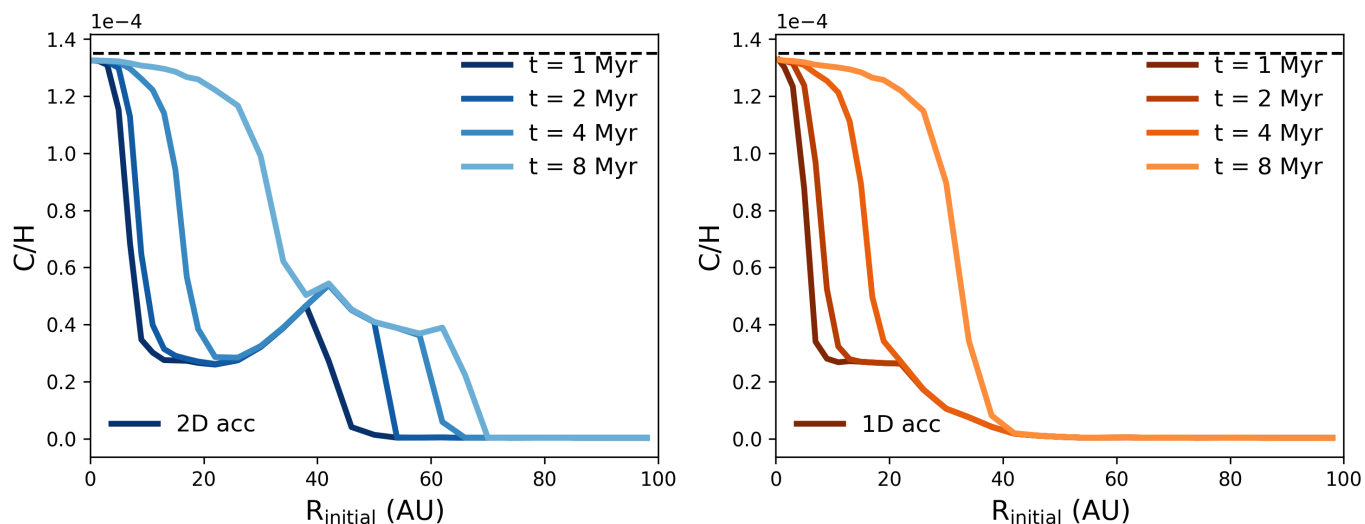 1e−4
1.4
1.2
1.0
0.8
0.6
0.4
0.2
0.0
C/H
t = 1 Myr
t = 2 Myr
t = 4 Myr
t = 8 Myr
2D acc
0 20 40 60 80 100
R_initial (AU)
1e−4
1.4
1.2
1.0
0.8
0.6
0.4
0.2
0.0
C/H
t = 1 Myr
t = 2 Myr
t = 4 Myr
t = 8 Myr
1D acc
0 20 40 60 80 100
R_initial (AU)